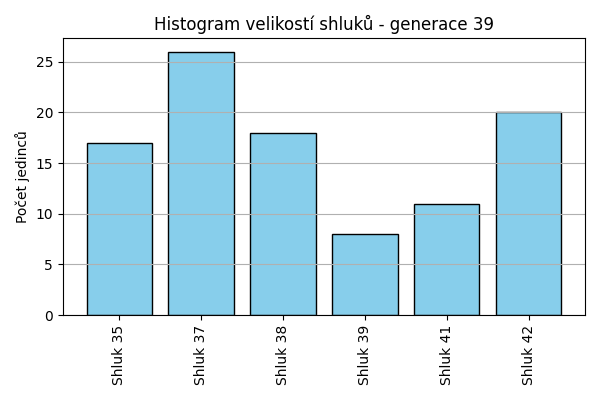 Histogram velikostí shluků - generace 39
Počet jedinců
25
20
15
10
5
0
Shluk 35
Shluk 37
Shluk 38
Shluk 39
Shluk 41
Shluk 42